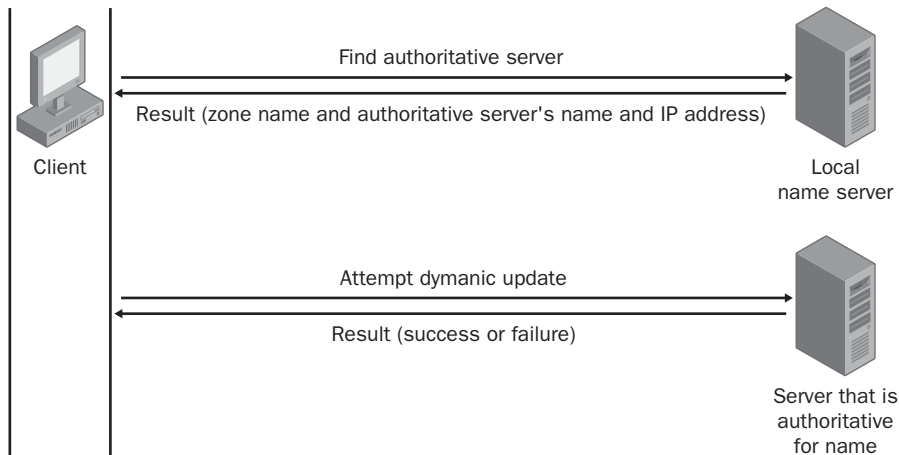 Find authoritative server
Result (zone name and authoritative server's name and IP address)
Client
Local
name server
Attempt dymanic update
Result (success or failure)
Server that is
authoritative
for name